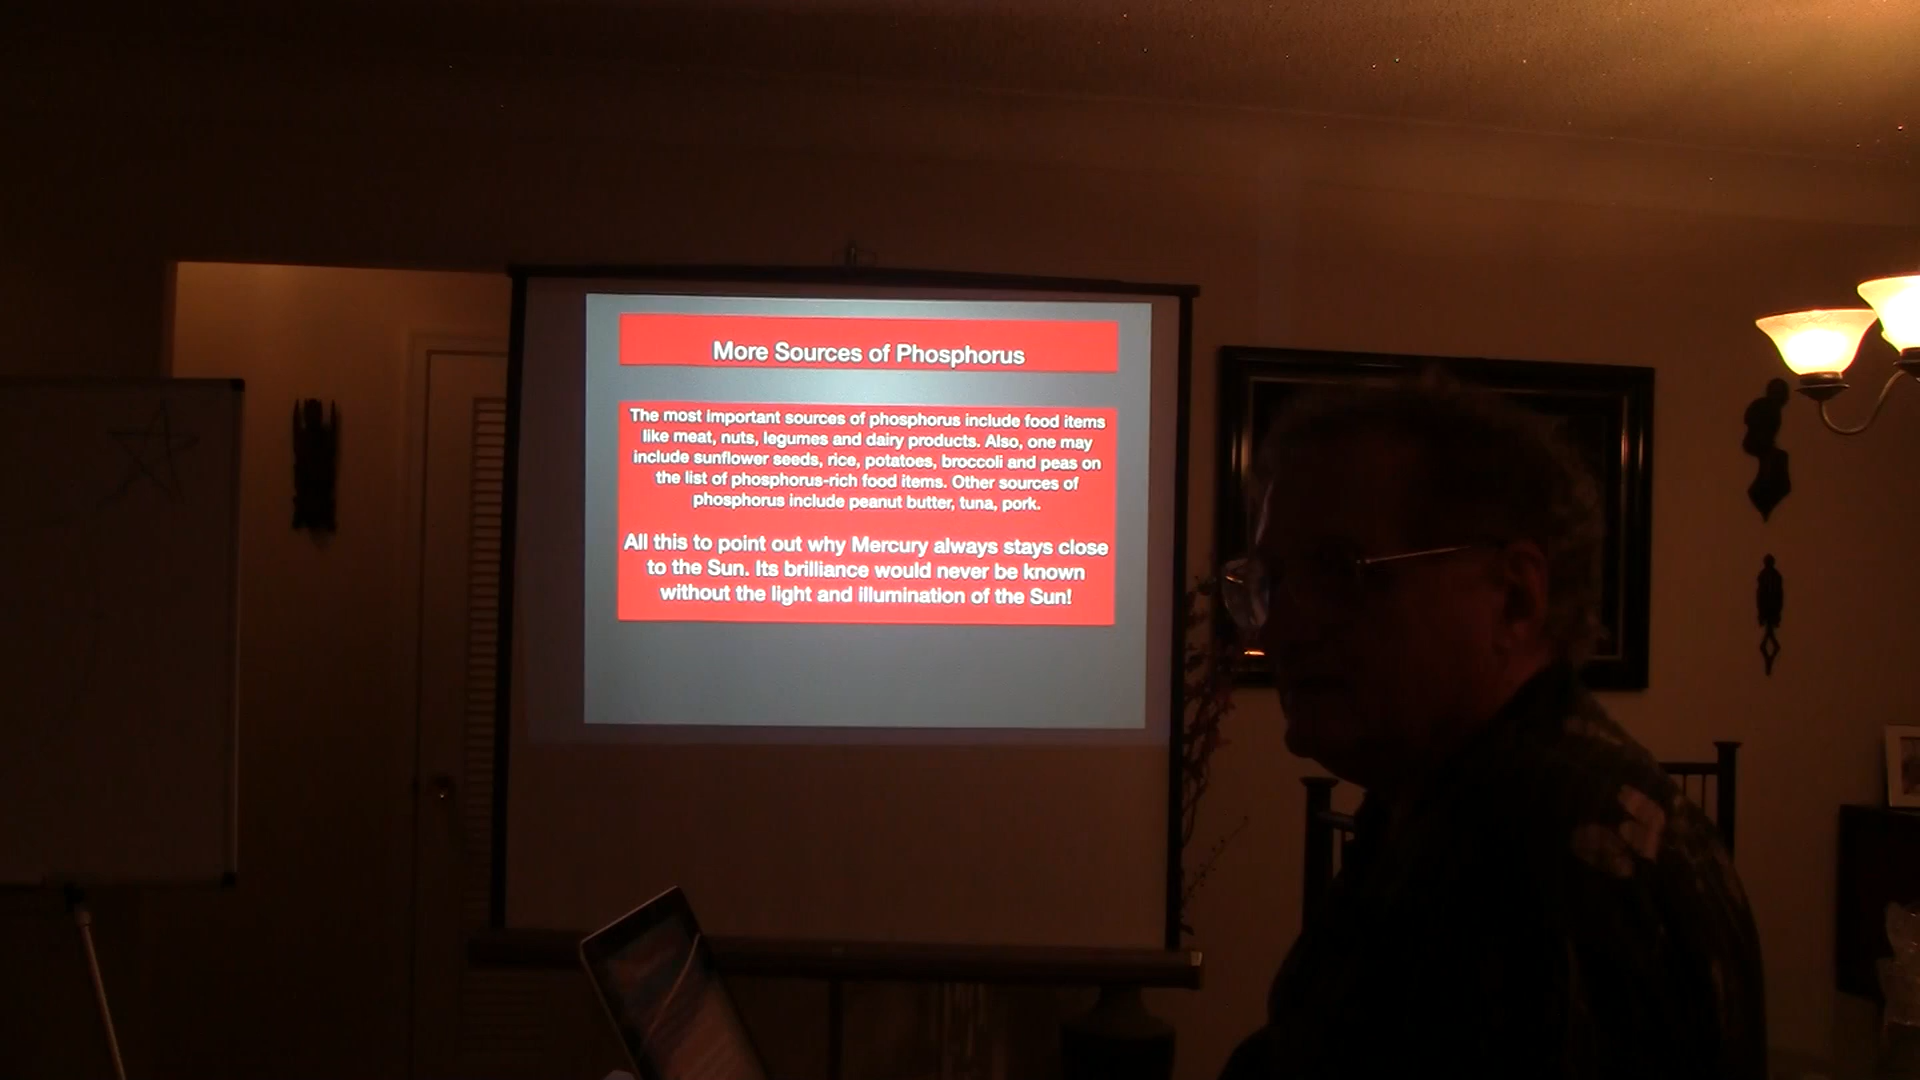 More Sources of Phosphorus
The most important sources of phosphorus include food items
like meat, nuts, legumes and dairy products. Also, one may
include sunflower seeds, rice, potatoes, broccoli and peas on
the list of phosphorus-rich food items. Other sources of
phosphorus include peanut butter, tuna, pork.
All this to point out why Mercury always stays close
to the Sun. Its brilliance would never be known
without the light and illumination of the Sun!